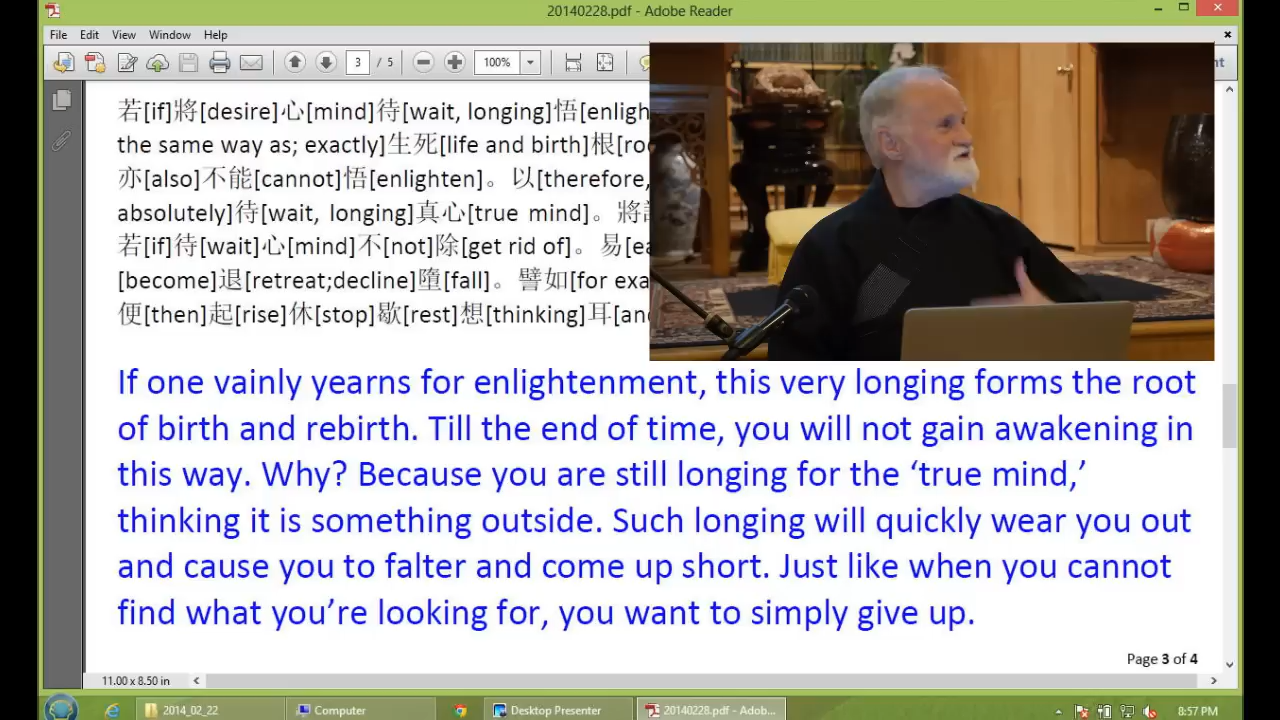 20140228.pdf - Adobe Reader
File Edit View Window Help
3 / 5 100%
若[if]將[desire]心[mind]待[wait, longing]悟[enligh
the same way as; exactly]生死[life and birth]根[ro
亦[also]不能[cannot]悟[enlighten]。以[therefore,
absolutely]待[wait, longing]真心[true mind]。將
若[if]待[wait]心[mind]不[not]除[get rid of]。易[ea
[become]退[retreat;decline]墮[fall]。譬如[for exa
便[then]起[rise]休[stop]歇[rest]想[thinking]耳[an
If one vainly yearns for enlightenment, this very longing forms the root
of birth and rebirth. Till the end of time, you will not gain awakening in
this way. Why? Because you are still longing for the ‘true mind,’
thinking it is something outside. Such longing will quickly wear you out
and cause you to falter and come up short. Just like when you cannot
find what you’re looking for, you want to simply give up.
Page 3 of 4
11.00 x 8.50 in
2014_02_22 Computer Desktop Presenter 20140228.pdf - Adob... 8:57 PM